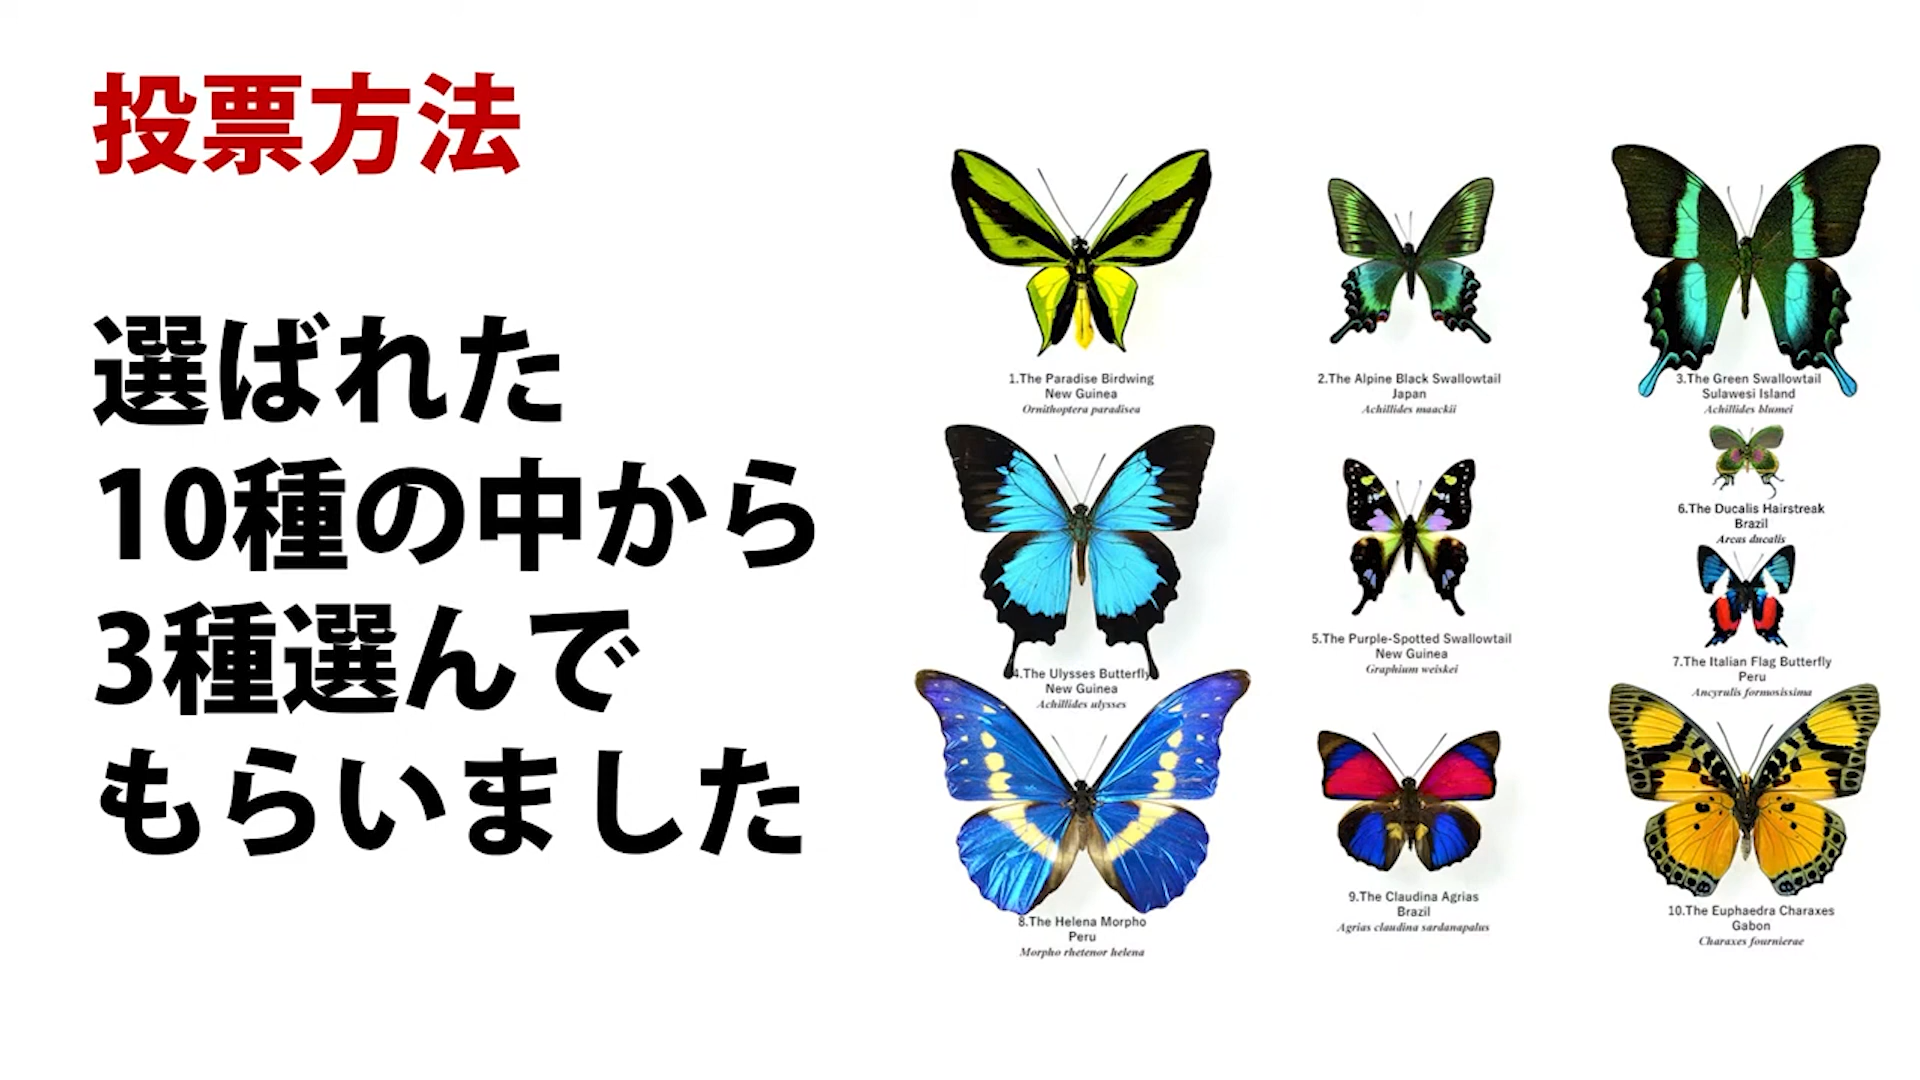 投票方法
選ばれた
10種の中から
3種選んで
もらいました
1.The Paradise Birdwing
New Guinea
Ornithoptera paradisea
2.The Alpine Black Swallowtail
Japan
Achillides maackii
3.The Green Swallowtail
Sulawesi Island
Achillides blumei
4.The Ulysses Butterfly
New Guinea
Achillides ulysses
5.The Purple-Spotted Swallowtail
New Guinea
Graphium weiskei
6.The Ducalis Hairstreak
Brazil
Arcas ducalis
7.The Italian Flag Butterfly
Peru
Ancyrulis formosissima
8.The Helena Morpho
Peru
Morpho rhetenor helena
9.The Claudina Agrias
Brazil
Agrias claudina sardanapalus
10.The Euphaedra Charaxes
Gabon
Charaxes fournierae